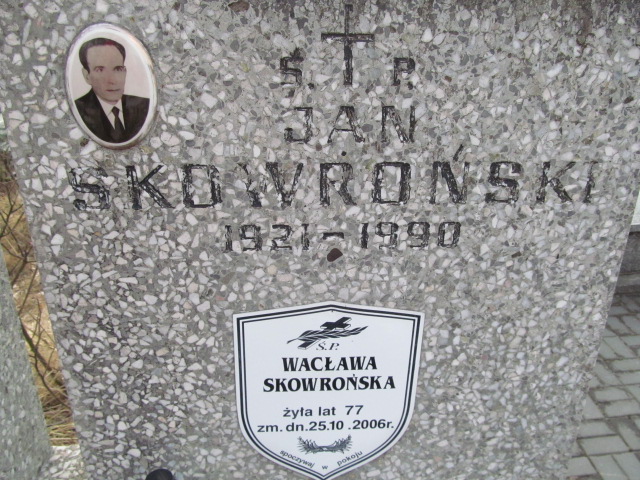 Ś. P.
JAN
SKOWROŃSKI
1921-1990
Ś.P.
WACŁAWA
SKOWROŃSKA
żyła lat 77
zm. dn.25.10.2006r.
spoczywaj w pokoju